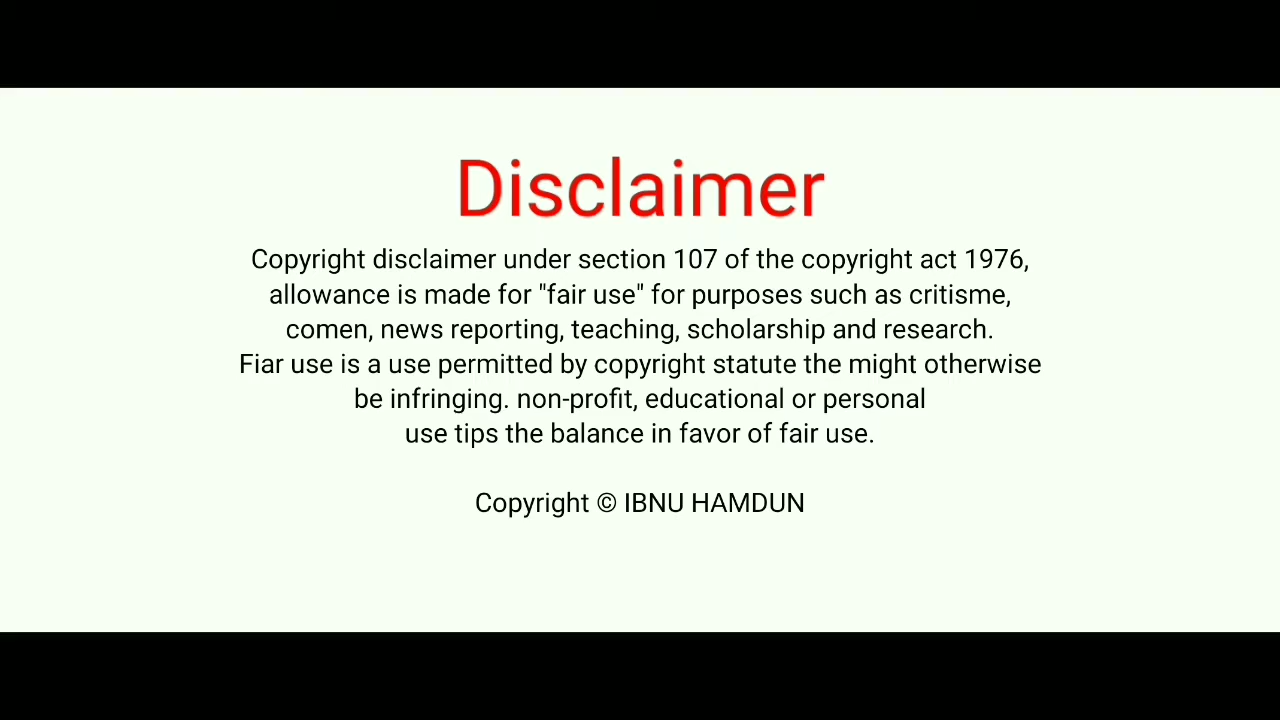 Disclaimer
Copyright disclaimer under section 107 of the copyright act 1976,
allowance is made for "fair use" for purposes such as critisme,
comen, news reporting, teaching, scholarship and research.
Fiar use is a use permitted by copyright statute the might otherwise
be infringing. non-profit, educational or personal
use tips the balance in favor of fair use.
Copyright © IBNU HAMDUN